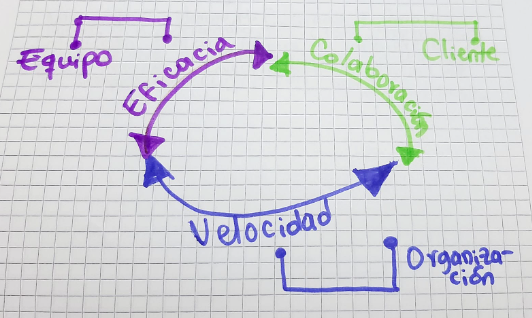 Equipo
Eficacia
Colaboración
Cliente
Velocidad
Organiza-
ción